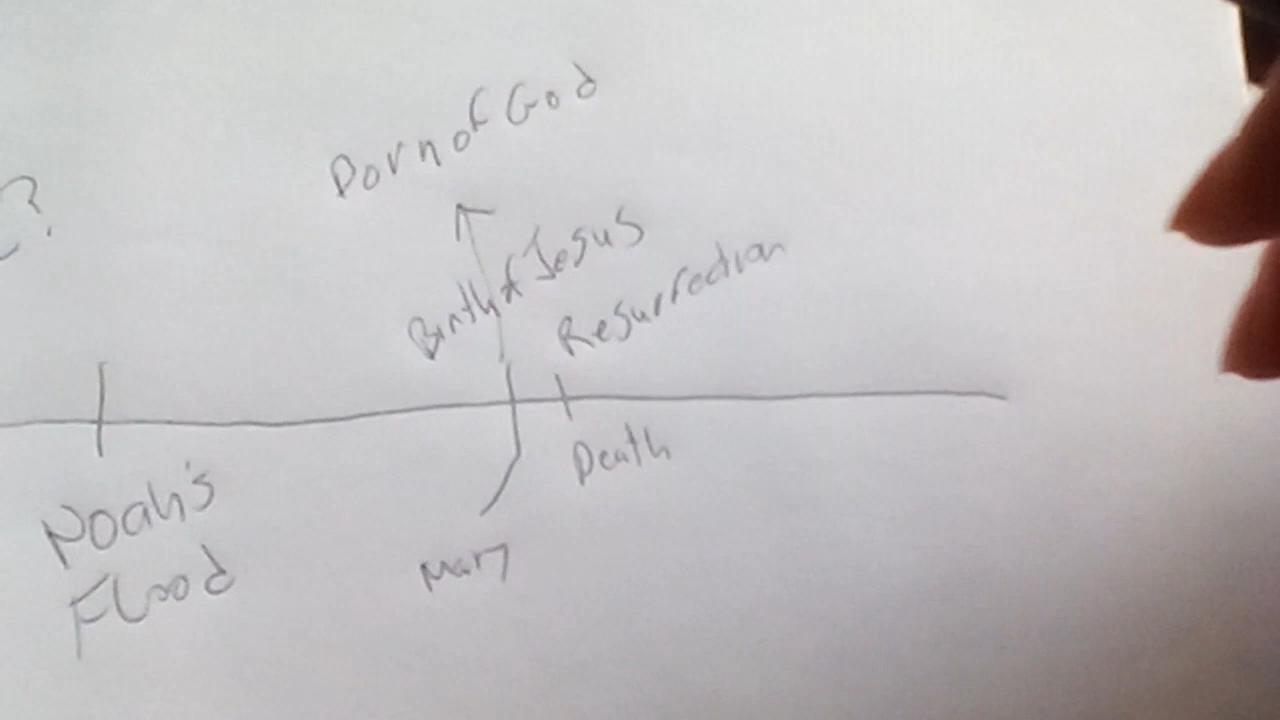 Born of God
Birth of Jesus
Resurrection
Death
Noah's
Flood
Mary